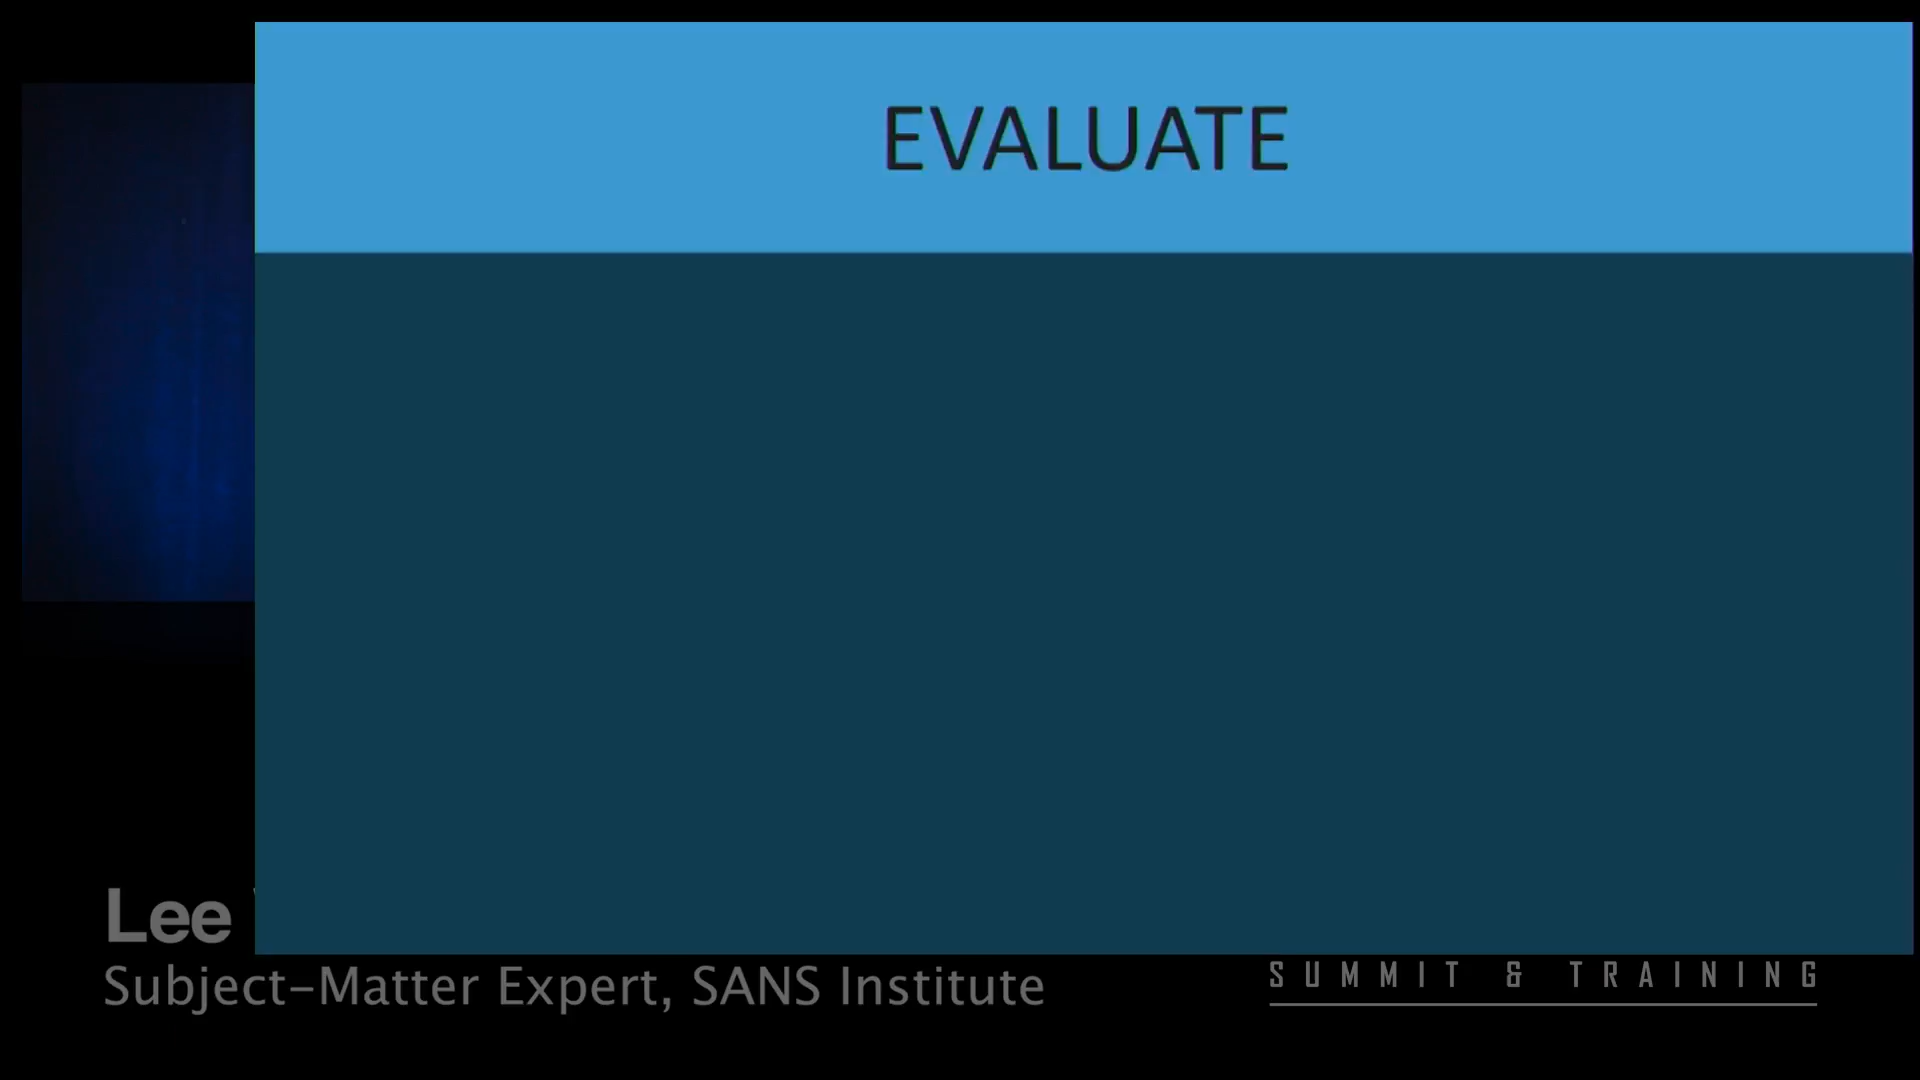 EVALUATE
Lee
Subject-Matter Expert, SANS Institute
SUMMIT & TRAINING